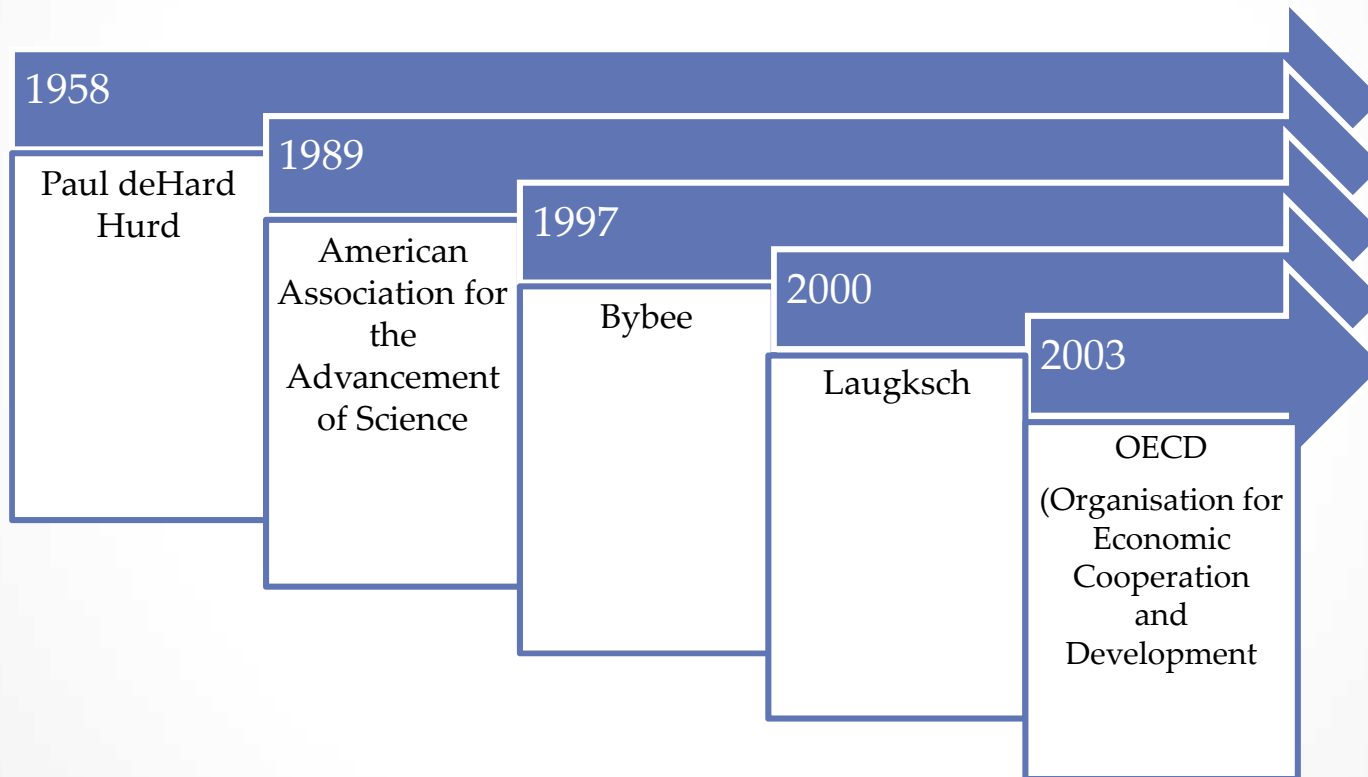 1958
Paul deHard
Hurd
1989
American
Association for
the
Advancement
of Science
1997
Bybee
2000
Laugksch
2003
OECD
(Organisation for
Economic
Cooperation
and
Development